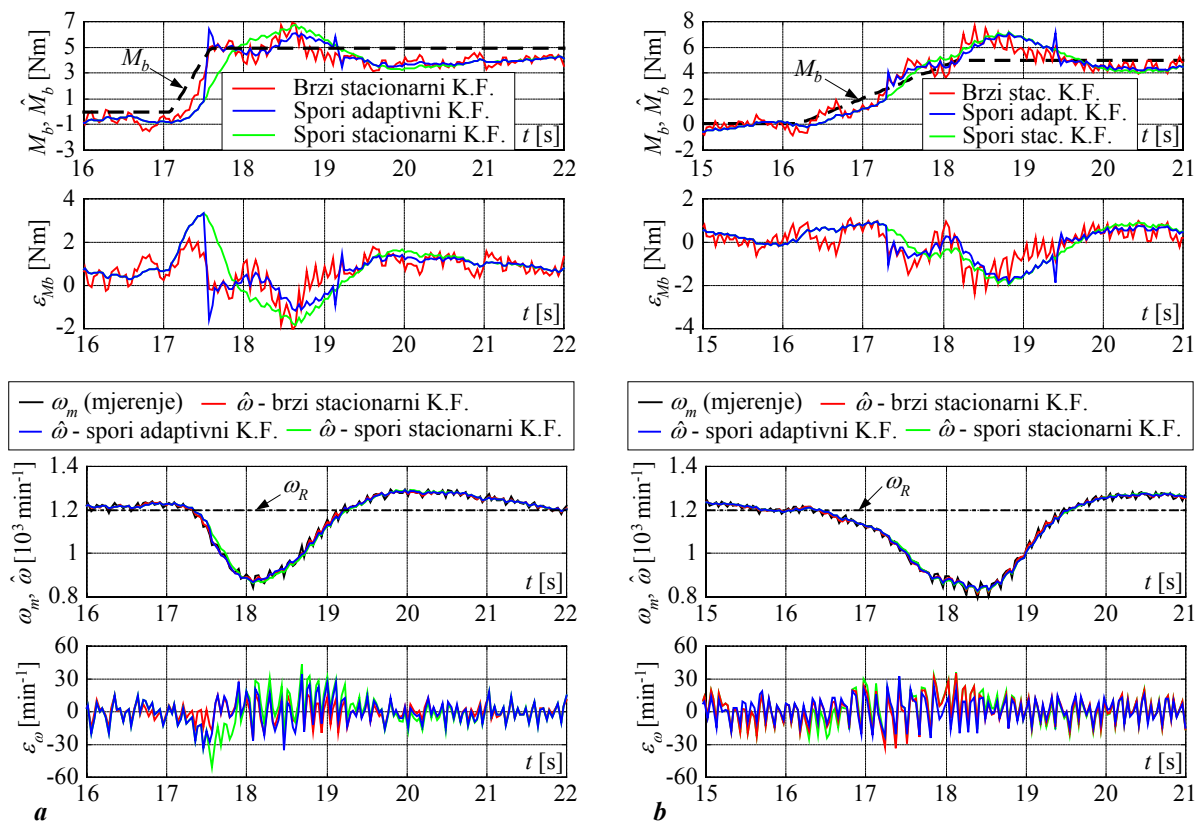 7
5
3
1
-1
-3
M_b, M̂_b [Nm]
M_b
Brzi stacionarni K.F.
Spori adaptivni K.F.
Spori stacionarni K.F.
t [s]
16 17 18 19 20 21 22
8
6
4
2
0
-2
M_b, M̂_b [Nm]
M_b
Brzi stac. K.F.
Spori adapt. K.F.
Spori stac. K.F.
t [s]
15 16 17 18 19 20 21
4
2
0
-2
ε_Mb [Nm]
t [s]
16 17 18 19 20 21 22
2
0
-2
-4
ε_Mb [Nm]
t [s]
15 16 17 18 19 20 21
ω_m (mjerenje) ω̂ - brzi stacionarni K.F.
ω̂ - spori adaptivni K.F. ω̂ - spori stacionarni K.F.
ω_m (mjerenje) ω̂ - brzi stacionarni K.F.
ω̂ - spori adaptivni K.F. ω̂ - spori stacionarni K.F.
1.4
1.2
1
0.8
ω_m, ω̂ [10³ min⁻¹]
ω_R
t [s]
16 17 18 19 20 21 22
1.4
1.2
1
0.8
ω_m, ω̂ [10³ min⁻¹]
ω_R
t [s]
15 16 17 18 19 20 21
60
30
0
-30
-60
ε_ω [min⁻¹]
t [s]
16 17 18 19 20 21 22
a
60
30
0
-30
-60
ε_ω [min⁻¹]
t [s]
15 16 17 18 19 20 21
b